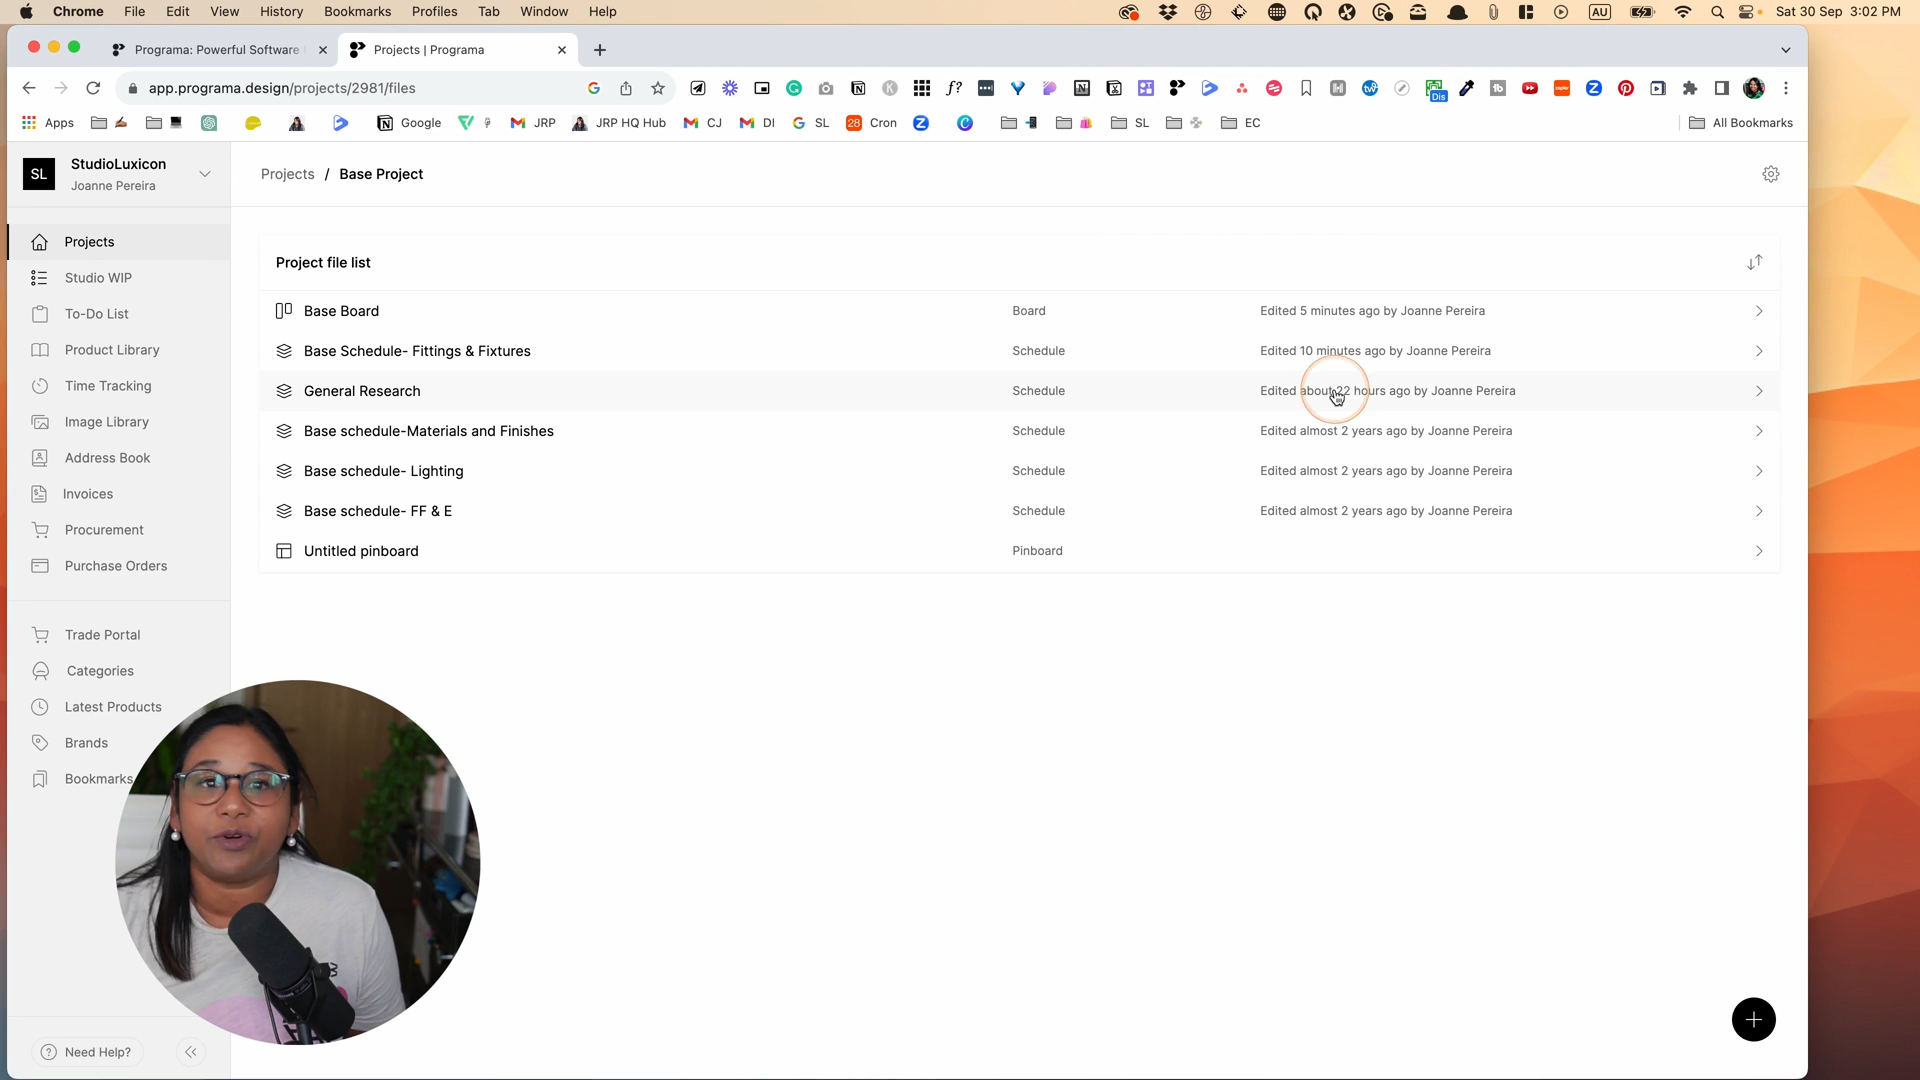 Chrome File Edit View History Bookmarks Profiles Tab Window Help AU Sat 30 Sep 3:02 PM
Programa: Powerful Software Projects | Programa
app.programa.design/projects/2981/files
Apps Google JRP JRP HQ Hub CJ DI SL 28 Cron SL EC All Bookmarks
SL StudioLuxicon
Joanne Pereira
Projects / Base Project
Projects
Studio WIP
To-Do List
Product Library
Time Tracking
Image Library
Address Book
Invoices
Procurement
Purchase Orders
Trade Portal
Categories
Latest Products
Brands
Bookmarks
Need Help?
Project file list
Base Board Board Edited 5 minutes ago by Joanne Pereira
Base Schedule- Fittings & Fixtures Schedule Edited 10 minutes ago by Joanne Pereira
General Research Schedule Edited about 22 hours ago by Joanne Pereira
Base schedule-Materials and Finishes Schedule Edited almost 2 years ago by Joanne Pereira
Base schedule- Lighting Schedule Edited almost 2 years ago by Joanne Pereira
Base schedule- FF & E Schedule Edited almost 2 years ago by Joanne Pereira
Untitled pinboard Pinboard